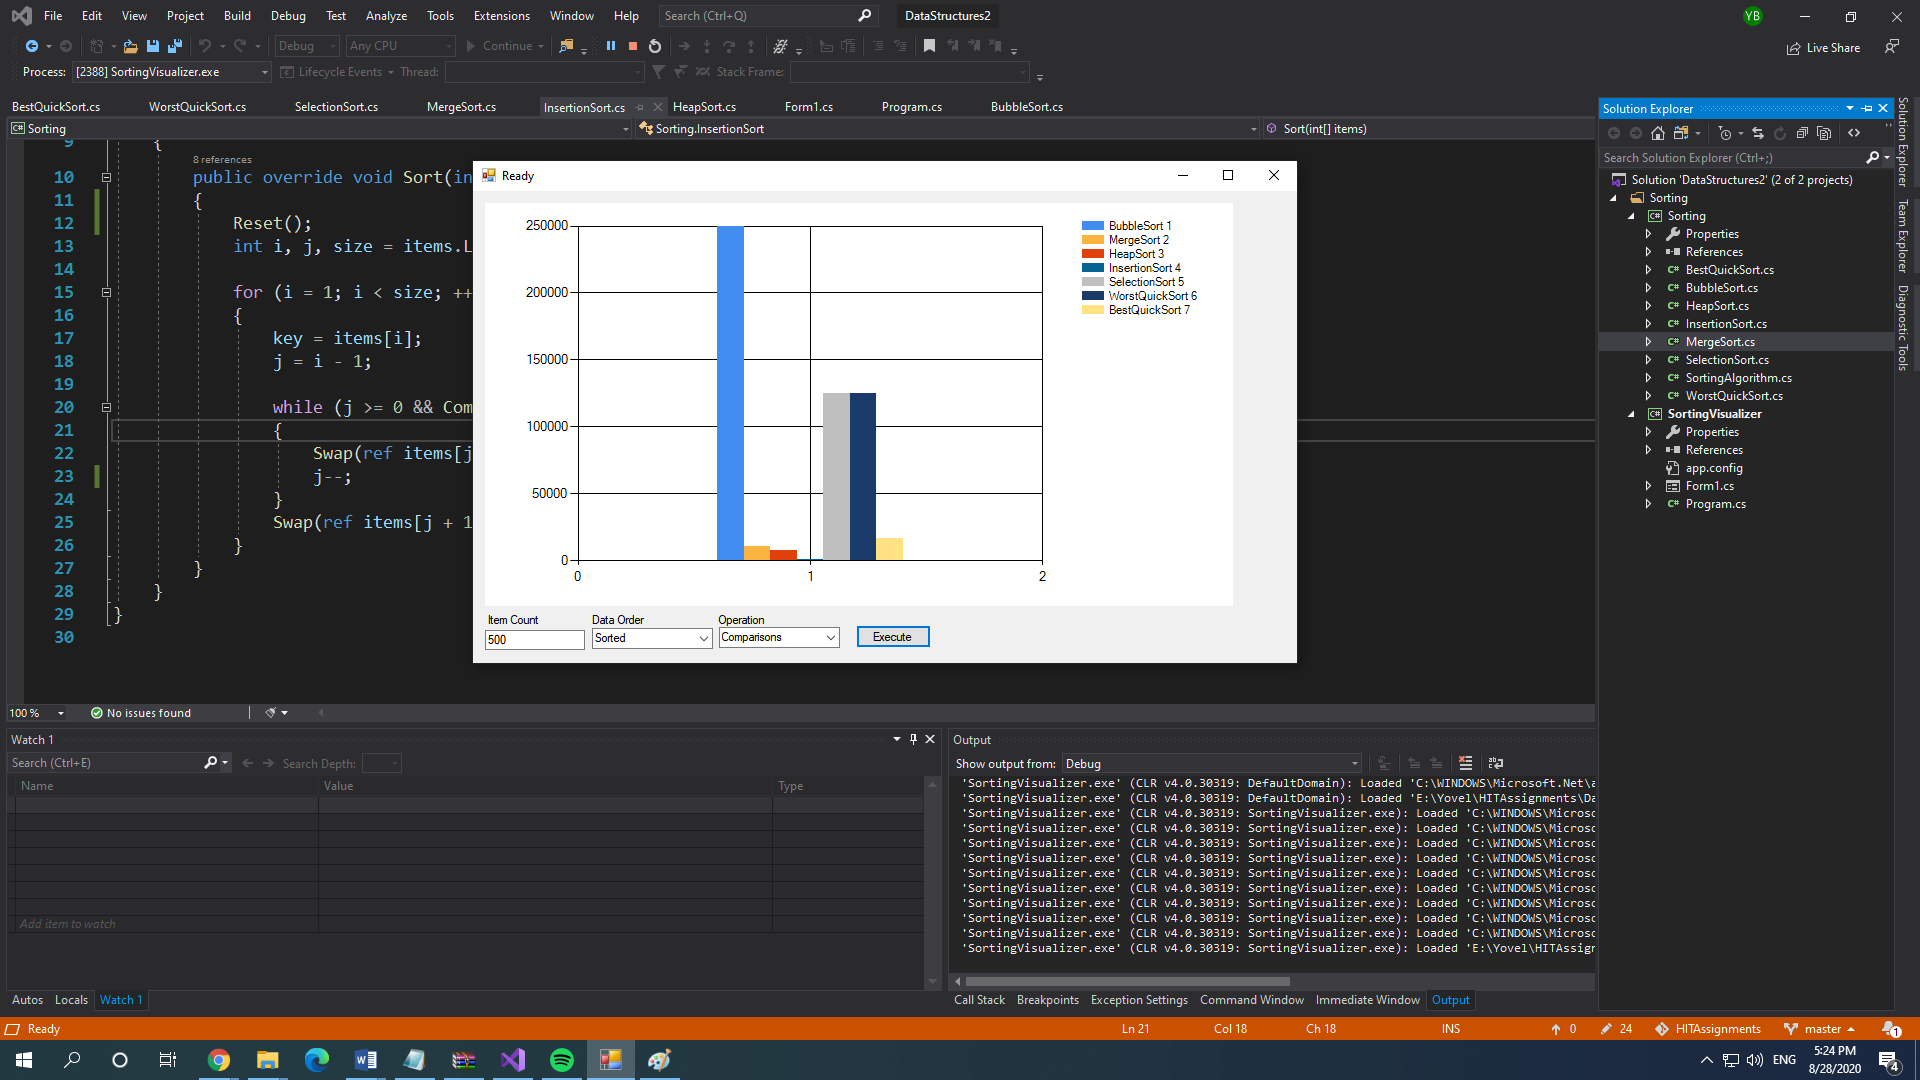 File Edit View Project Build Debug Test Analyze Tools Extensions Window Help Search (Ctrl+Q) DataStructures2 YB
Debug Any CPU Continue Live Share
Process: [2388] SortingVisualizer.exe Lifecycle Events Thread: Stack Frame:
BestQuickSort.cs WorstQuickSort.cs SelectionSort.cs MergeSort.cs InsertionSort.cs HeapSort.cs Form1.cs Program.cs BubbleSort.cs
Sorting Sorting.InsertionSort Sort(int[] items)
9 {
8 references
10 public override void Sort(in
11 {
12 Reset();
13 int i, j, size = items.L
14
15 for (i = 1; i < size; ++
16 {
17 key = items[i];
18 j = i - 1;
19
20 while (j >= 0 && Com
21 {
22 Swap(ref items[j
23 j--;
24 }
25 Swap(ref items[j + 1
26 }
27 }
28 }
29 }
30
Ready
250000
200000
150000
100000
50000
0
0 1 2
BubbleSort 1
MergeSort 2
HeapSort 3
InsertionSort 4
SelectionSort 5
WorstQuickSort 6
BestQuickSort 7
Item Count Data Order Operation
500 Sorted Comparisons Execute
100 % No issues found
Solution Explorer
Search Solution Explorer (Ctrl+;)
Solution 'DataStructures2' (2 of 2 projects)
Sorting
Sorting
Properties
References
BestQuickSort.cs
BubbleSort.cs
HeapSort.cs
InsertionSort.cs
MergeSort.cs
SelectionSort.cs
SortingAlgorithm.cs
WorstQuickSort.cs
SortingVisualizer
Properties
References
app.config
Form1.cs
Program.cs
Solution Explorer
Team Explorer
Diagnostic Tools
Watch 1
Search (Ctrl+E) Search Depth:
Name Value Type
Add item to watch
Autos Locals Watch 1
Output
Show output from: Debug
'SortingVisualizer.exe' (CLR v4.0.30319: DefaultDomain): Loaded 'C:\WINDOWS\Microsoft.Net\a
'SortingVisualizer.exe' (CLR v4.0.30319: DefaultDomain): Loaded 'E:\Yovel\HITAssignments\Da
'SortingVisualizer.exe' (CLR v4.0.30319: SortingVisualizer.exe): Loaded 'C:\WINDOWS\Microsc
'SortingVisualizer.exe' (CLR v4.0.30319: SortingVisualizer.exe): Loaded 'C:\WINDOWS\Microsc
'SortingVisualizer.exe' (CLR v4.0.30319: SortingVisualizer.exe): Loaded 'C:\WINDOWS\Microsc
'SortingVisualizer.exe' (CLR v4.0.30319: SortingVisualizer.exe): Loaded 'C:\WINDOWS\Microsc
'SortingVisualizer.exe' (CLR v4.0.30319: SortingVisualizer.exe): Loaded 'C:\WINDOWS\Microsc
'SortingVisualizer.exe' (CLR v4.0.30319: SortingVisualizer.exe): Loaded 'C:\WINDOWS\Microsc
'SortingVisualizer.exe' (CLR v4.0.30319: SortingVisualizer.exe): Loaded 'C:\WINDOWS\Microsc
'SortingVisualizer.exe' (CLR v4.0.30319: SortingVisualizer.exe): Loaded 'C:\WINDOWS\Microsc
'SortingVisualizer.exe' (CLR v4.0.30319: SortingVisualizer.exe): Loaded 'C:\WINDOWS\Microsc
'SortingVisualizer.exe' (CLR v4.0.30319: SortingVisualizer.exe): Loaded 'E:\Yovel\HITAssign
Call Stack Breakpoints Exception Settings Command Window Immediate Window Output
Ready Ln 21 Col 18 Ch 18 INS 0 24 HITAssignments master 1
ENG 5:24 PM
8/28/2020 4